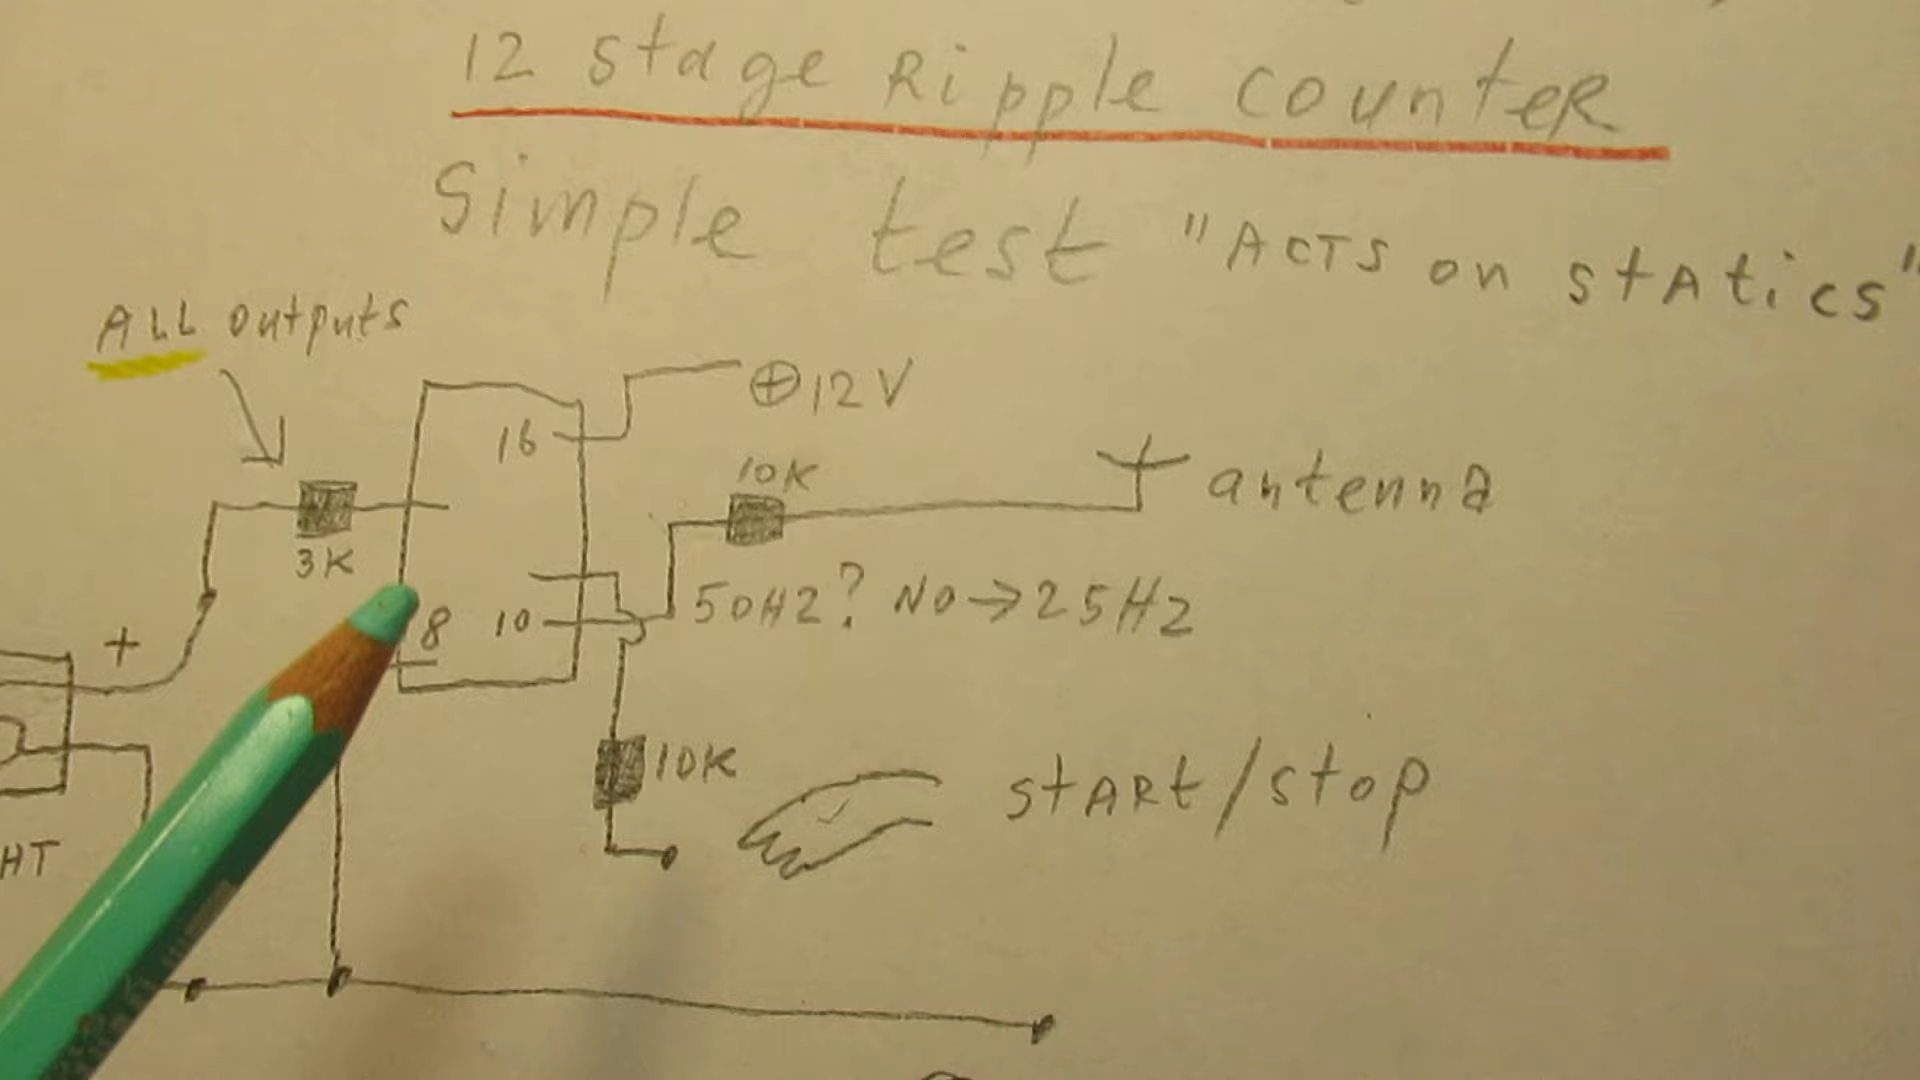 12 stage Ripple counteR
Simple test "ACTS on stAtics"
ALL outputs
16
⊕12V
10K
antenna
3K
50HZ? NO→25HZ
+
8
10
10K
stARt/stop
HT